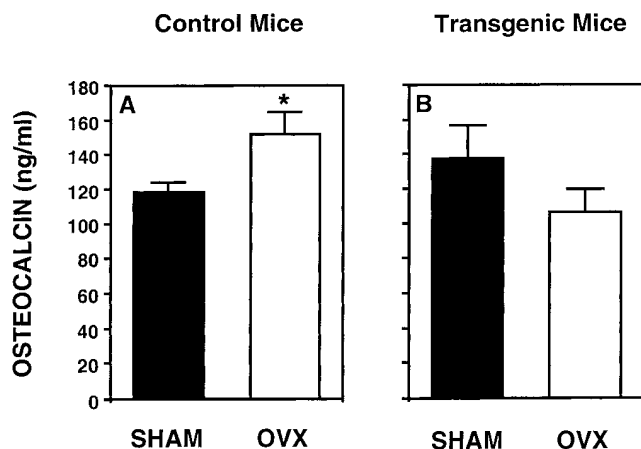 Control Mice Transgenic Mice
OSTEOCALCIN (ng/ml)
180
160
140
120
100
80
60
40
20
0
A
*
B
SHAM OVX SHAM OVX